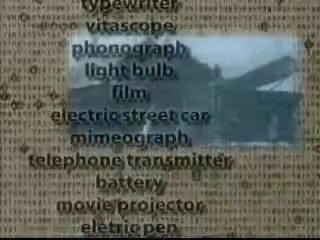 typewriter
vitascope
phonograph
light bulb
film
electric street car
mimeograph
telephone transmitter
battery
movie projector
eletric pen